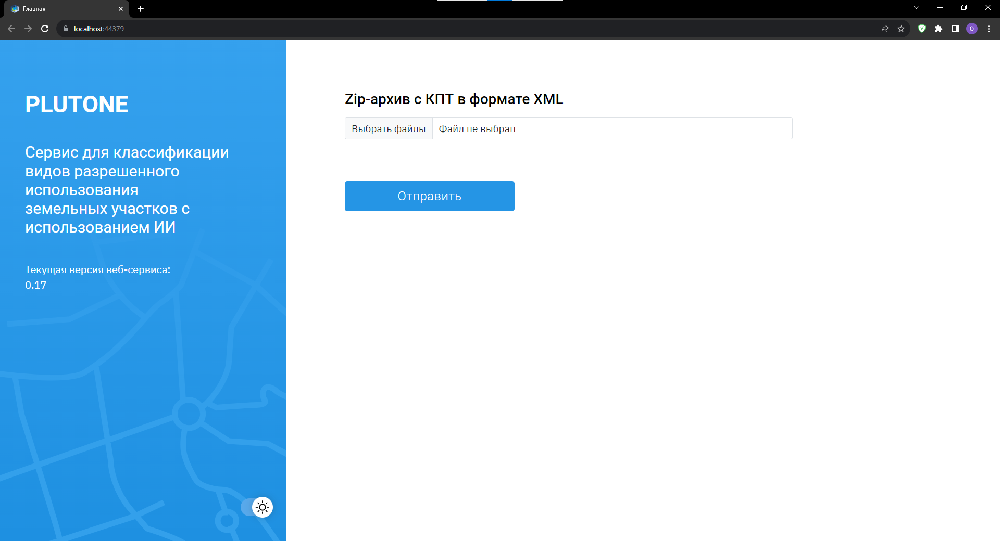 Главная
localhost:44379
O
PLUTONE
Сервис для классификации
видов разрешенного
использования
земельных участков с
использованием ИИ
Текущая версия веб-сервиса:
0.17
Zip-архив с КПТ в формате XML
Выбрать файлы Файл не выбран
Отправить